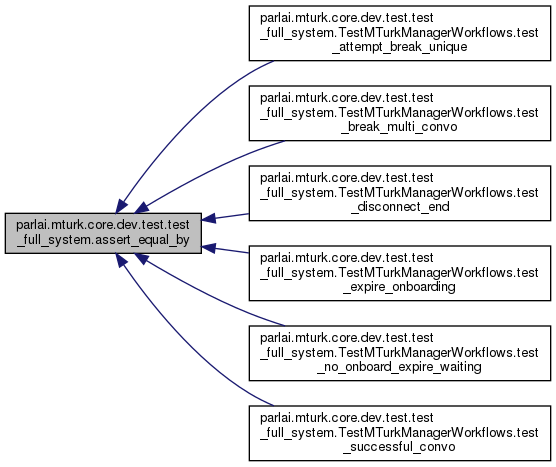 parlai.mturk.core.dev.test.test
_full_system.TestMTurkManagerWorkflows.test
_attempt_break_unique
parlai.mturk.core.dev.test.test
_full_system.TestMTurkManagerWorkflows.test
_break_multi_convo
parlai.mturk.core.dev.test.test
_full_system.TestMTurkManagerWorkflows.test
_disconnect_end
parlai.mturk.core.dev.test.test
_full_system.assert_equal_by
parlai.mturk.core.dev.test.test
_full_system.TestMTurkManagerWorkflows.test
_expire_onboarding
parlai.mturk.core.dev.test.test
_full_system.TestMTurkManagerWorkflows.test
_no_onboard_expire_waiting
parlai.mturk.core.dev.test.test
_full_system.TestMTurkManagerWorkflows.test
_successful_convo